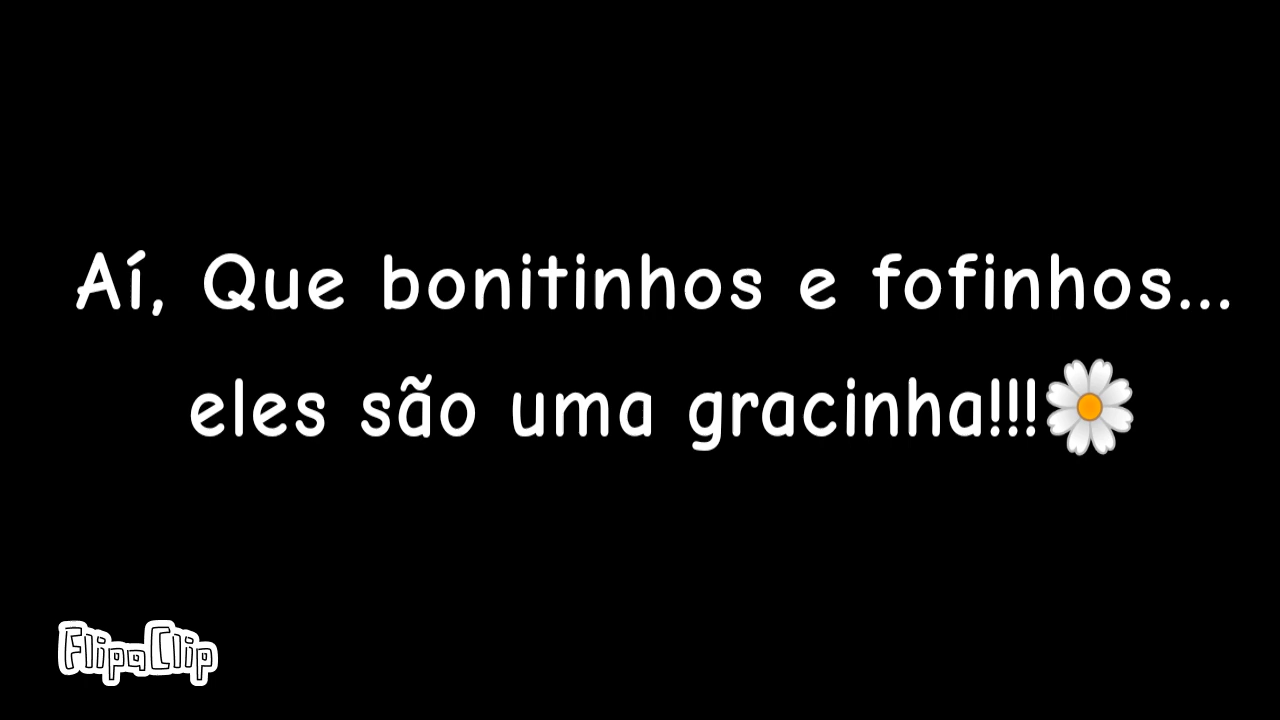 Aí, Que bonitinhos e fofinhos...
eles são uma gracinha!!!🌼
FlipaClip